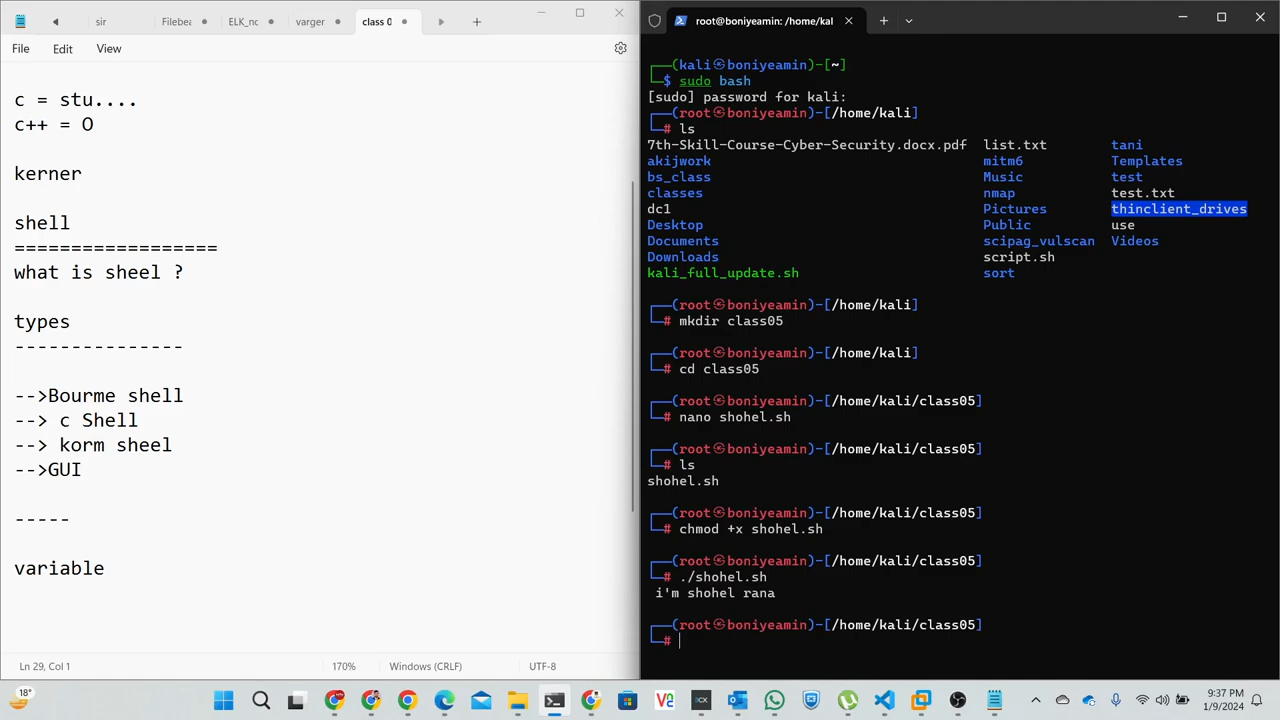 sir
Filebea
ELK_nc
varger
class 0
File
Edit
View
c = stu....
c++ = O
kerner
shell
==================
what is sheel ?
types
---------------
-->Bourme shell
--> c Shell
--> korm sheel
-->GUI
-----
variable
Ln 29, Col 1
170%
Windows (CRLF)
UTF-8
root@boniyeamin: /home/kal
┌──(kali㉿boniyeamin)-[~]
└─$ sudo bash
[sudo] password for kali:
┌──(root㉿boniyeamin)-[/home/kali]
└─# ls
7th-Skill-Course-Cyber-Security.docx.pdf list.txt tani
akijwork mitm6 Templates
bs_class Music test
classes nmap test.txt
dc1 Pictures thinclient_drives
Desktop Public use
Documents scipag_vulscan Videos
Downloads script.sh
kali_full_update.sh sort
┌──(root㉿boniyeamin)-[/home/kali]
└─# mkdir class05
┌──(root㉿boniyeamin)-[/home/kali]
└─# cd class05
┌──(root㉿boniyeamin)-[/home/kali/class05]
└─# nano shohel.sh
┌──(root㉿boniyeamin)-[/home/kali/class05]
└─# ls
shohel.sh
┌──(root㉿boniyeamin)-[/home/kali/class05]
└─# chmod +x shohel.sh
┌──(root㉿boniyeamin)-[/home/kali/class05]
└─# ./shohel.sh
i'm shohel rana
┌──(root㉿boniyeamin)-[/home/kali/class05]
└─#
18°
9:37 PM
1/9/2024